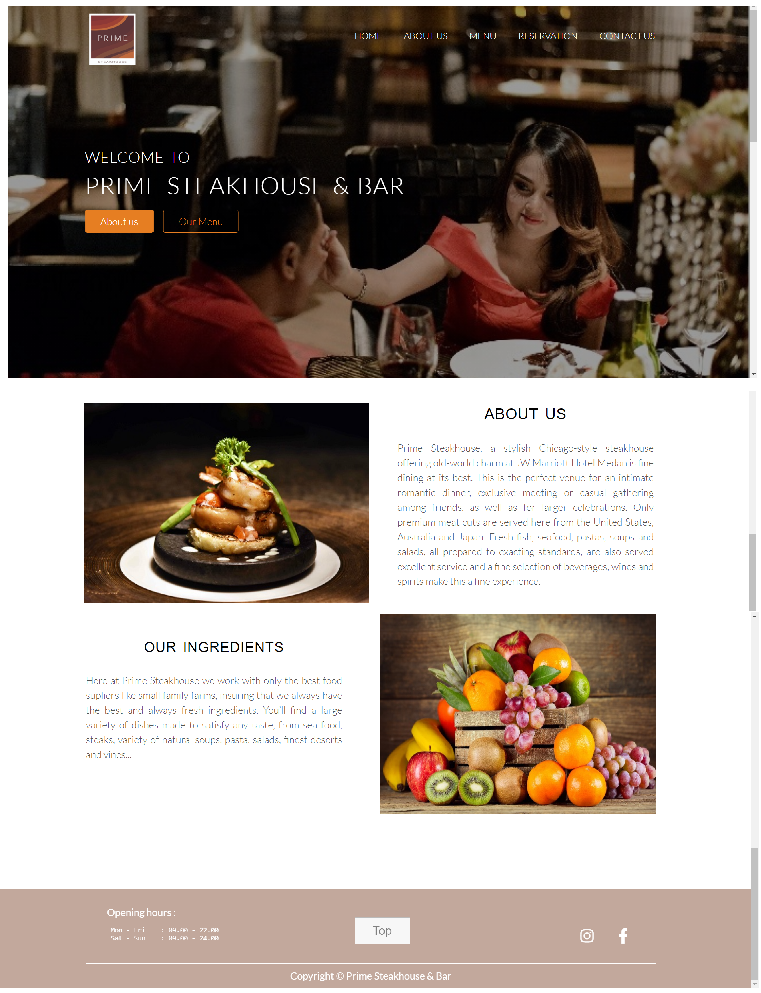 PRIME
HOME ABOUT US MENU RESERVATION CONTACT US
WELCOME TO
PRIME STEAKHOUSE & BAR
About us Our Menu
ABOUT US
Prime Steakhouse, a stylish Chicago-style steakhouse
offering old-world charm at JW Marriott Hotel Medan is fine
dining at its best. This is the perfect venue for an intimate
romantic dinner, exclusive meeting or casual gathering
among friends, as well as for larger celebrations. Only
premium meat cuts are served here from the United States,
Australia and Japan. Fresh fish, seafood, pastas, soups and
salads, all prepared to exacting standards, are also served
excellent service and a fine selection of beverages, wines and
spirits make this a fine experience.
OUR INGREDIENTS
Here at Prime Steakhouse we work with only the best food
supliers like small family farms, insuring that we always have
the best and always fresh ingredients. You'll find a large
variety of dishes made to satisfy any taste, from sea food,
steaks, variety of natural soups, pasta, salads, finest deserts
and vines...
Opening hours :
Mon - Fri : 09.00 - 22.00
Sat - Sun : 09.00 - 24.00
Top
Copyright © Prime Steakhouse & Bar